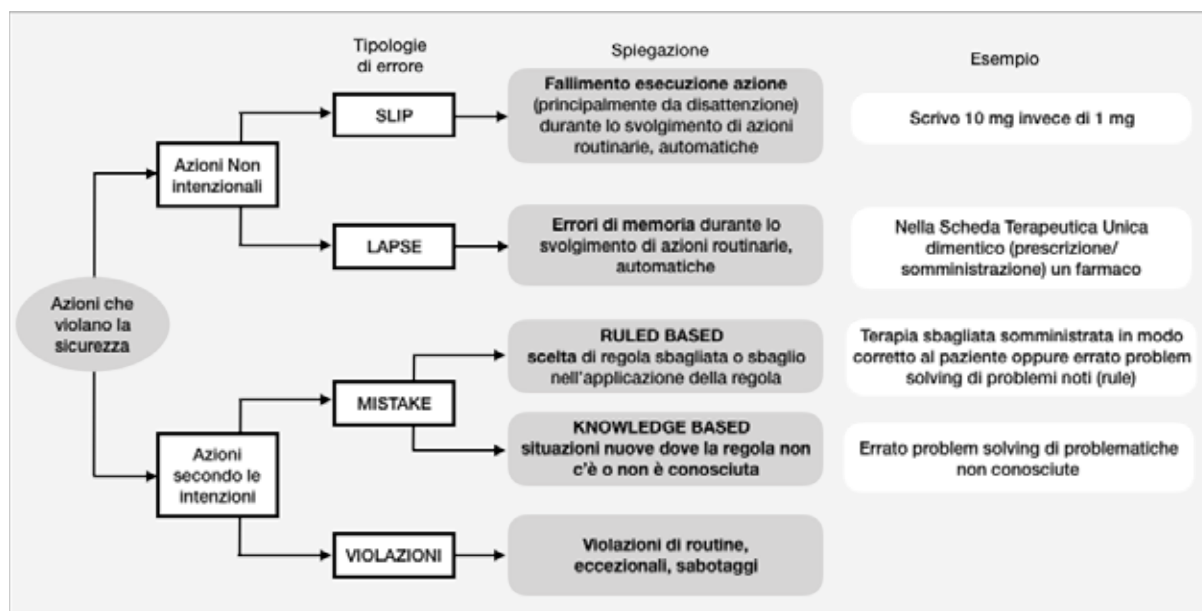 Tipologie
di errore
Spiegazione
Esempio
SLIP
Fallimento esecuzione azione
(principalmente da disattenzione)
durante lo svolgimento di azioni
routinarie, automatiche
Scrivo 10 mg invece di 1 mg
Azioni Non
intenzionali
LAPSE
Errori di memoria durante lo
svolgimento di azioni routinarie,
automatiche
Nella Scheda Terapeutica Unica
dimentico (prescrizione/
somministrazione) un farmaco
Azioni che
violano la
sicurezza
MISTAKE
RULED BASED
scelta di regola sbagliata o sbaglio
nell'applicazione della regola
Terapia sbagliata somministrata in modo
corretto al paziente oppure errato problem
solving di problemi noti (rule)
KNOWLEDGE BASED
situazioni nuove dove la regola non
c'è o non è conosciuta
Errato problem solving di problematiche
non conosciute
Azioni
secondo le
intenzioni
VIOLAZIONI
Violazioni di routine,
eccezionali, sabotaggi